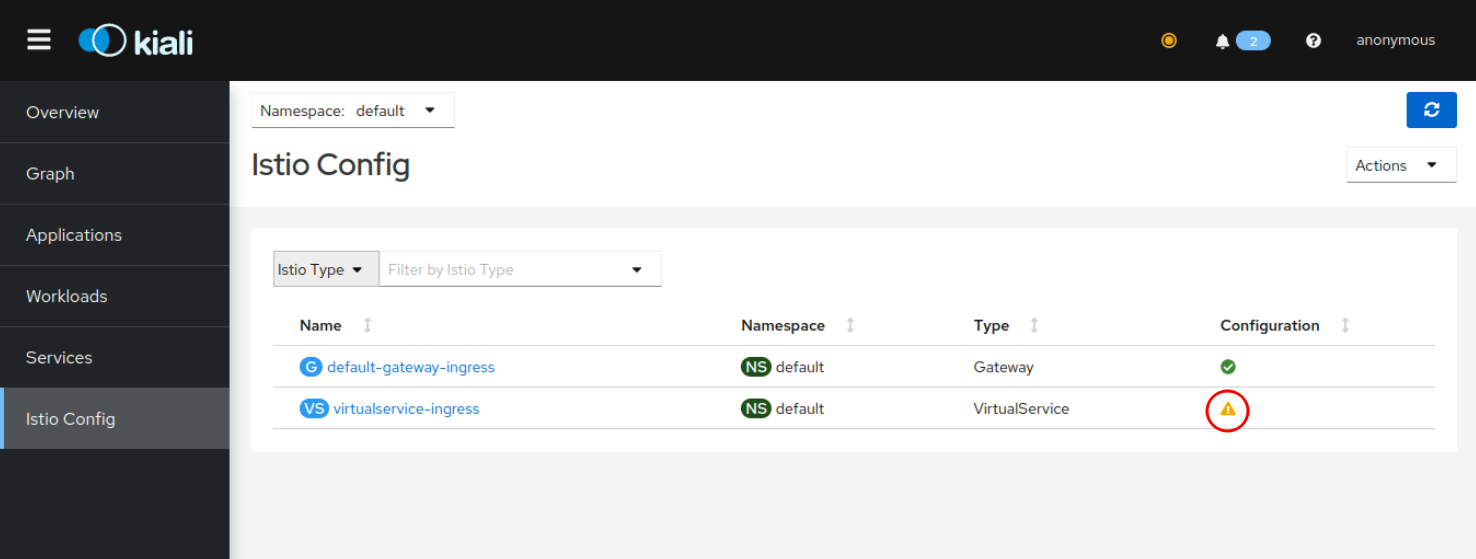 kiali
2
anonymous
Overview
Graph
Applications
Workloads
Services
Istio Config
Namespace: default
Istio Config
Actions
Istio Type Filter by Istio Type
Name Namespace Type Configuration
G default-gateway-ingress NS default Gateway
VS virtualservice-ingress NS default VirtualService